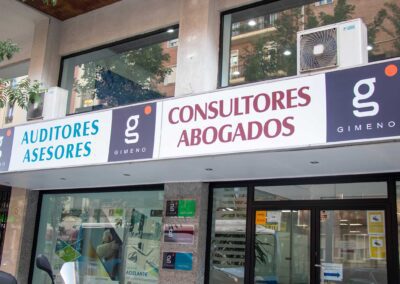 AUDITORES
ASESORES
g
GIMENO
CONSULTORES
ABOGADOS
g
GIMENO